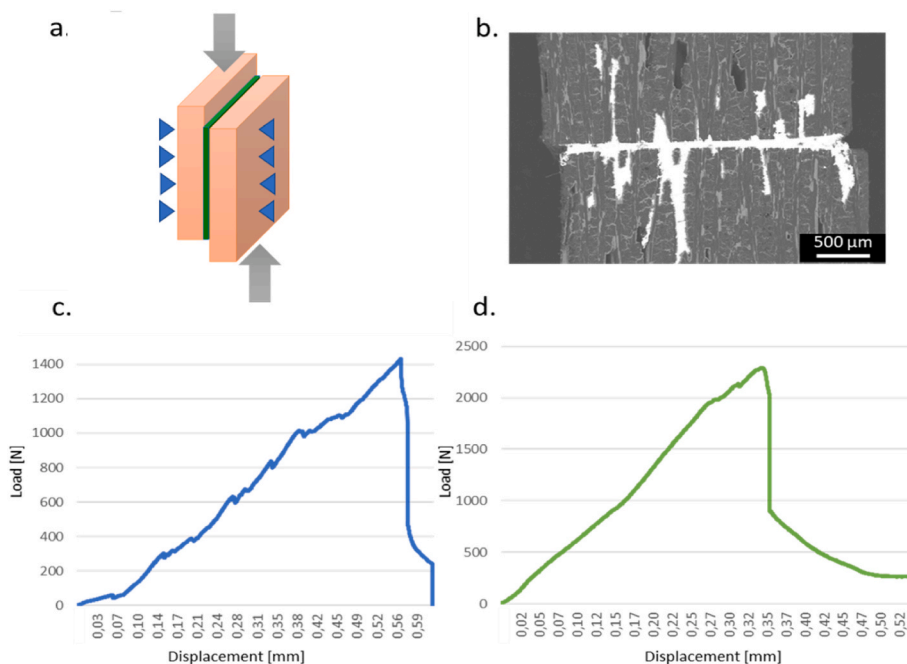 a.
b.
500 µm
c.
d.
Load [N]
1400
1200
1000
800
600
400
200
0
0,03 0,07 0,10 0,14 0,17 0,21 0,24 0,28 0,31 0,35 0,38 0,42 0,45 0,49 0,52 0,56 0,59
Displacement [mm]
Load [N]
2500
2000
1500
1000
500
0
0,02 0,05 0,07 0,10 0,12 0,15 0,17 0,20 0,22 0,25 0,27 0,30 0,32 0,35 0,37 0,40 0,42 0,45 0,47 0,50 0,52
Displacement [mm]